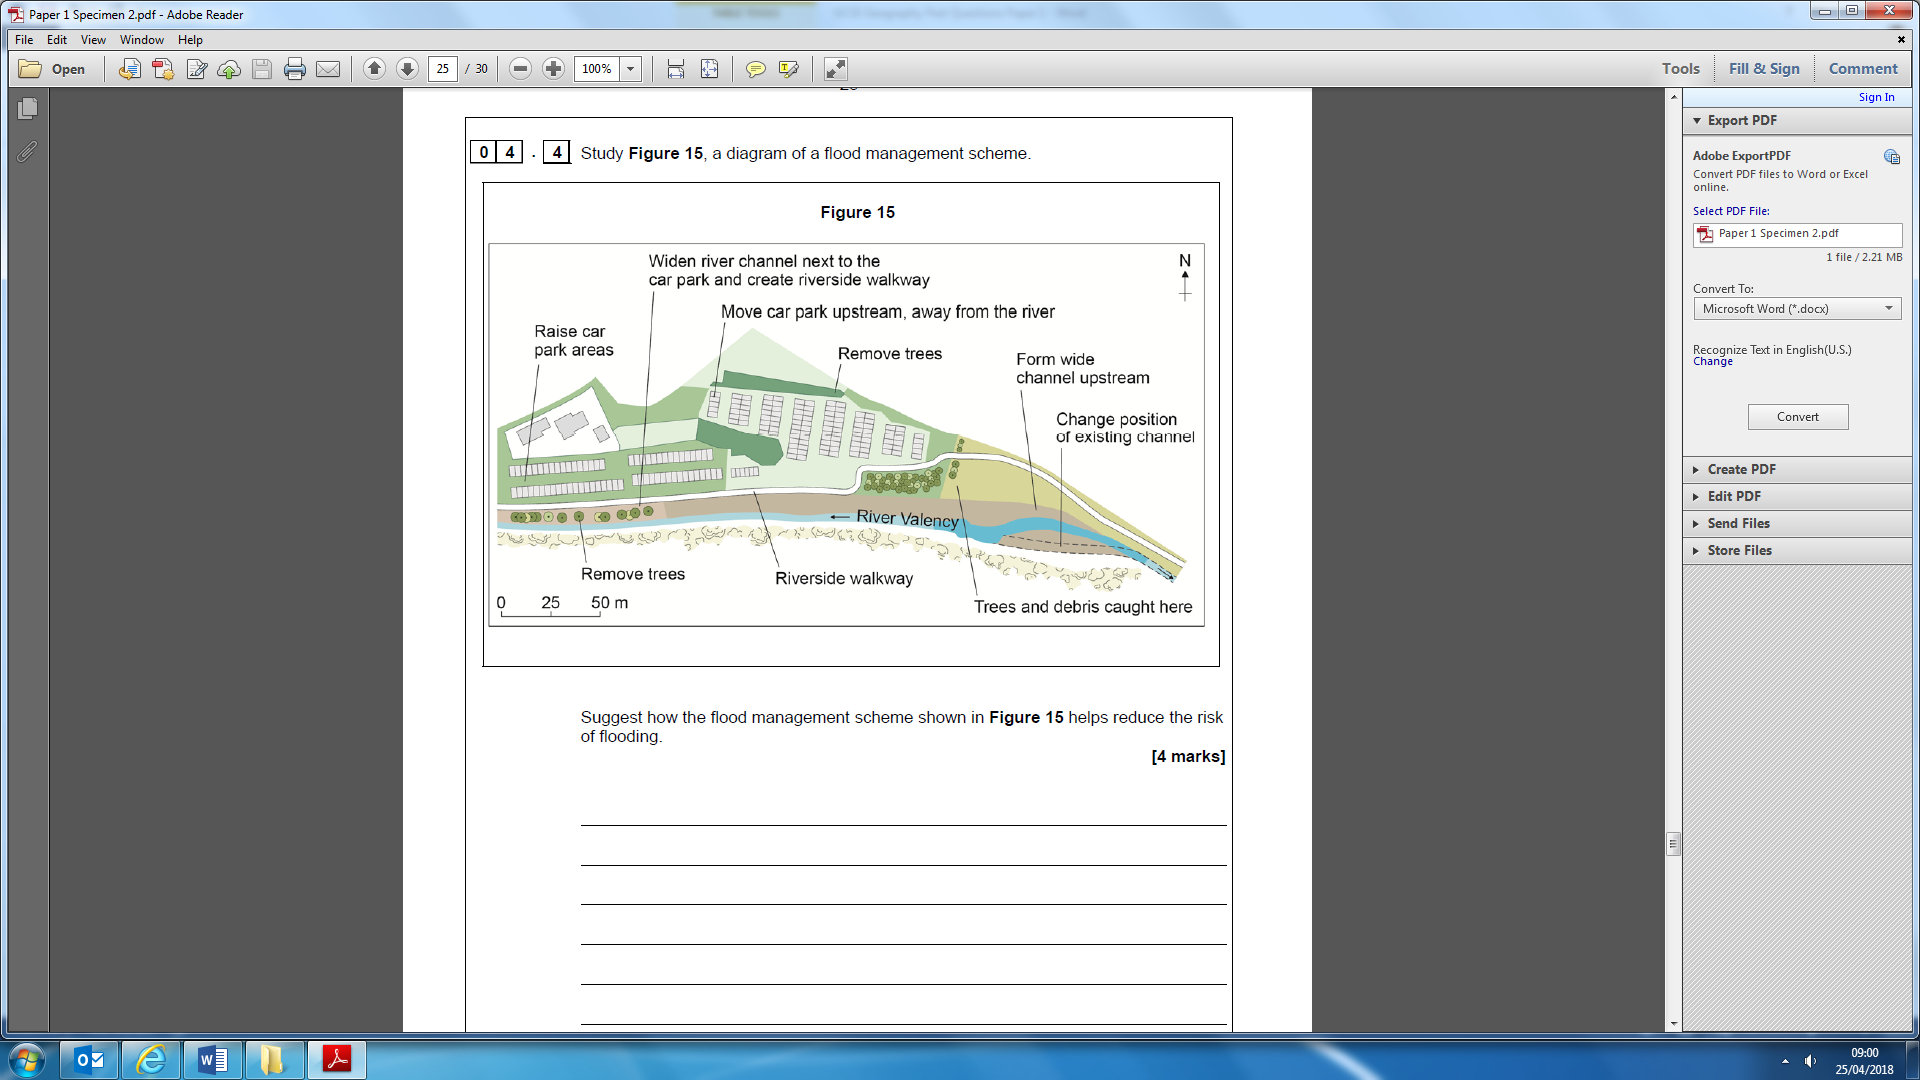 Paper 1 Specimen 2.pdf - Adobe Reader
File Edit View Window Help
Open
25 / 30
100%
Tools Fill & Sign Comment
Sign In
Export PDF
Adobe ExportPDF
Convert PDF files to Word or Excel
online.
Select PDF File:
Paper 1 Specimen 2.pdf
1 file / 2.21 MB
Convert To:
Microsoft Word (*.docx)
Recognize Text in English(U.S.)
Change
Convert
Create PDF
Edit PDF
Send Files
Store Files
0 4 . 4 Study Figure 15, a diagram of a flood management scheme.
Figure 15
Widen river channel next to the
car park and create riverside walkway
N
Move car park upstream, away from the river
Raise car
park areas
Remove trees
Form wide
channel upstream
Change position
of existing channel
River Valency
Remove trees
Riverside walkway
Trees and debris caught here
0 25 50 m
Suggest how the flood management scheme shown in Figure 15 helps reduce the risk
of flooding.
[4 marks]
09:00
25/04/2018